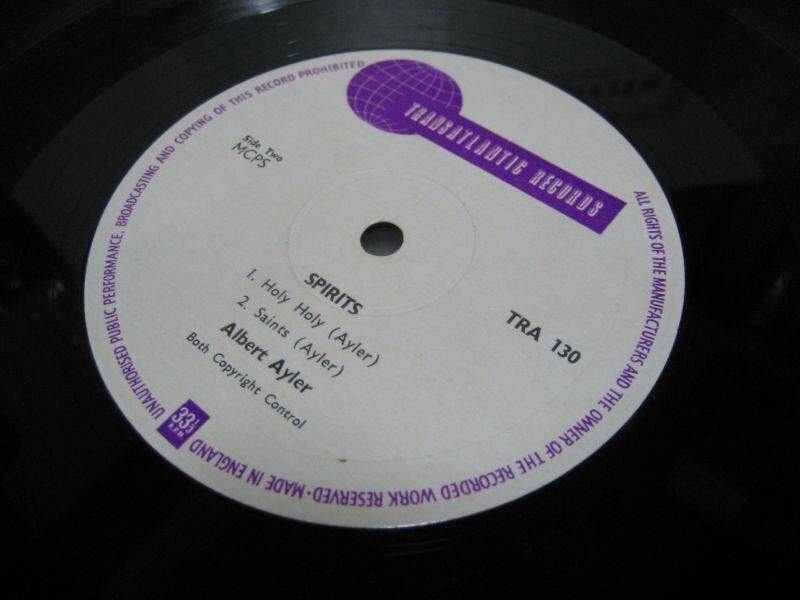 TRANSATLANTIC RECORDS
Side Two
MCPS
TRA 130
SPIRITS
1. Holy Holy (Ayler)
2. Saints (Ayler)
Albert Ayler
Both Copyright Control
33 1/3
R.P.M
UNAUTHORISED PUBLIC PERFORMANCE, BROADCASTING AND COPYING OF THIS RECORD PROHIBITED
ALL RIGHTS OF THE MANUFACTURERS AND THE OWNER OF THE RECORDED WORK RESERVED · MADE IN ENGLAND